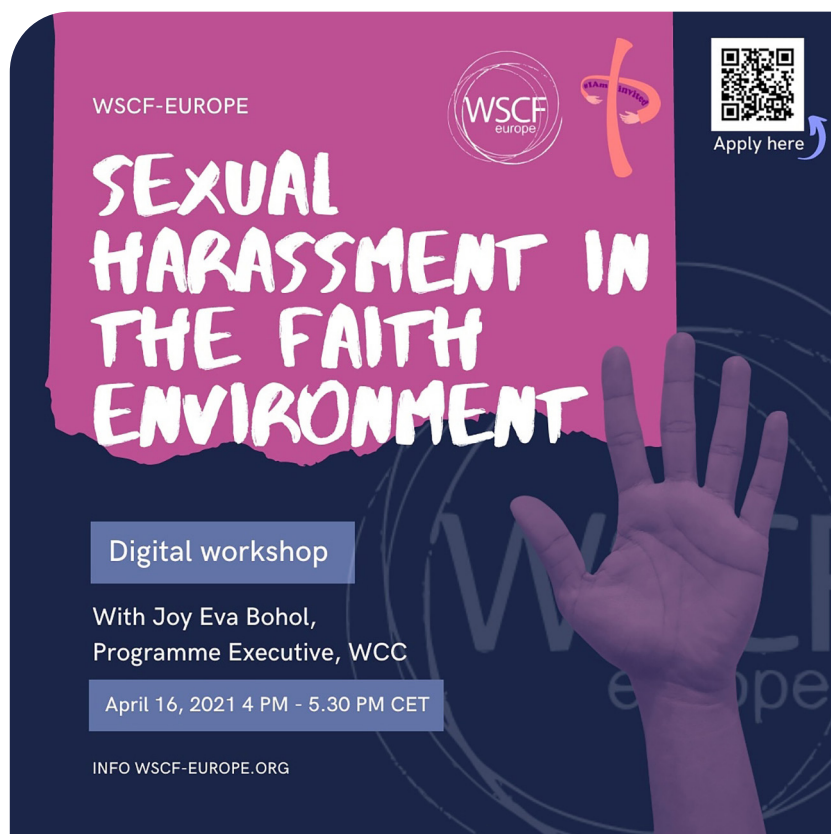 WSCF-EUROPE
WSCF
europe
#IAmInvited
Apply here
SEXUAL
HARASSMENT IN
THE FAITH
ENVIRONMENT
Digital workshop
With Joy Eva Bohol,
Programme Executive, WCC
April 16, 2021 4 PM - 5.30 PM CET
INFO WSCF-EUROPE.ORG